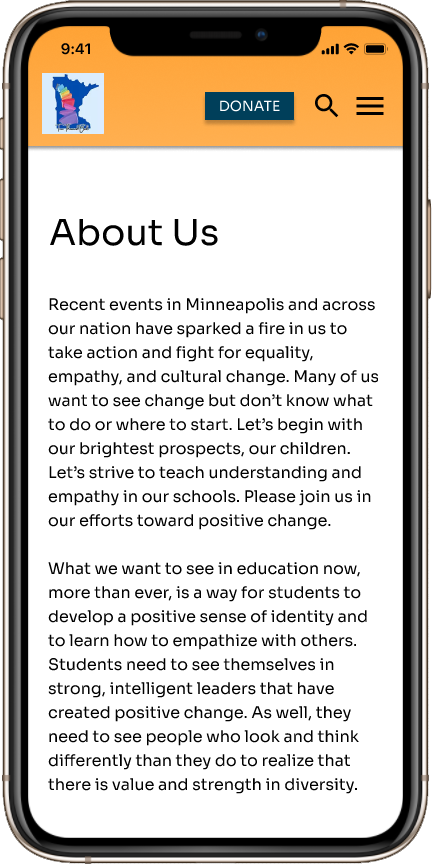 9:41
DONATE
About Us
Recent events in Minneapolis and across
our nation have sparked a fire in us to
take action and fight for equality,
empathy, and cultural change. Many of us
want to see change but don’t know what
to do or where to start. Let’s begin with
our brightest prospects, our children.
Let’s strive to teach understanding and
empathy in our schools. Please join us in
our efforts toward positive change.
What we want to see in education now,
more than ever, is a way for students to
develop a positive sense of identity and
to learn how to empathize with others.
Students need to see themselves in
strong, intelligent leaders that have
created positive change. As well, they
need to see people who look and think
differently than they do to realize that
there is value and strength in diversity.